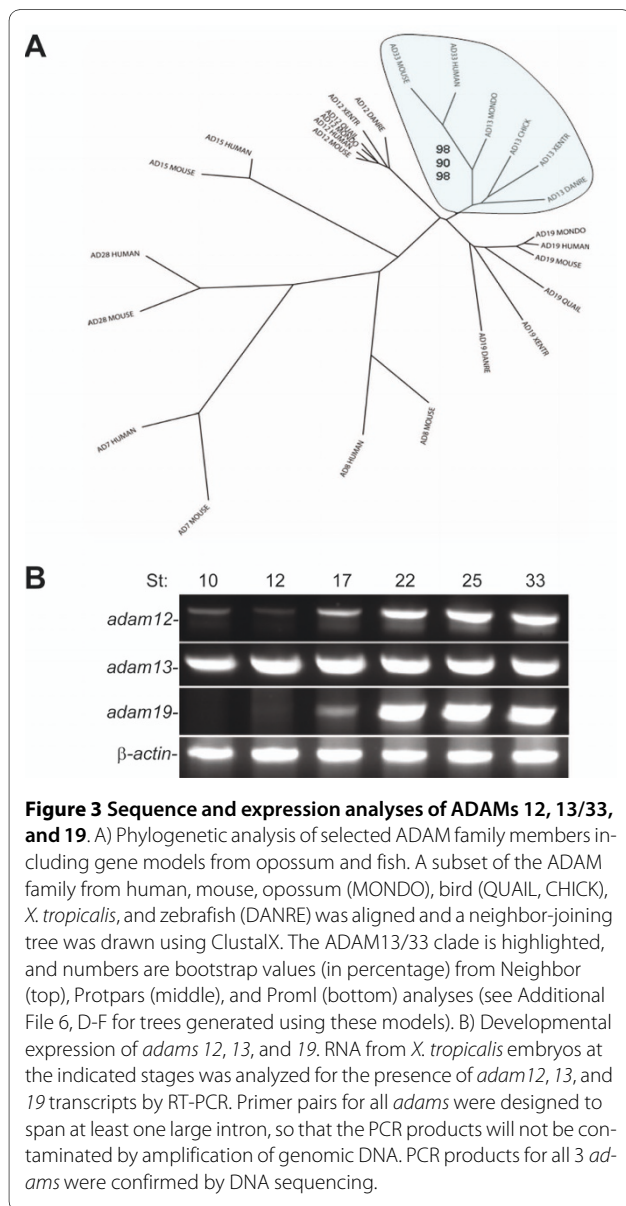 A
AD33 MOUSE
AD33 HUMAN
AD13 MONDO
AD13 CHICK
AD13 XENTR
AD13 DANRE
98
90
98
AD12 DANRE
AD12 XENTR
AD12 QUAIL
AD12 MONDO
AD12 HUMAN
AD12 MOUSE
AD15 HUMAN
AD15 MOUSE
AD28 HUMAN
AD28 MOUSE
AD7 HUMAN
AD7 MOUSE
AD8 HUMAN
AD8 MOUSE
AD19 MONDO
AD19 HUMAN
AD19 MOUSE
AD19 QUAIL
AD19 XENTR
AD19 DANRE
B
St: 10 12 17 22 25 33
adam12-
adam13-
adam19-
β-actin-
Figure 3 Sequence and expression analyses of ADAMs 12, 13/33,
and 19. A) Phylogenetic analysis of selected ADAM family members in-
cluding gene models from opossum and fish. A subset of the ADAM
family from human, mouse, opossum (MONDO), bird (QUAIL, CHICK),
X. tropicalis, and zebrafish (DANRE) was aligned and a neighbor-joining
tree was drawn using ClustalX. The ADAM13/33 clade is highlighted,
and numbers are bootstrap values (in percentage) from Neighbor
(top), Protpars (middle), and Proml (bottom) analyses (see Additional
File 6, D-F for trees generated using these models). B) Developmental
expression of adams 12, 13, and 19. RNA from X. tropicalis embryos at
the indicated stages was analyzed for the presence of adam12, 13, and
19 transcripts by RT-PCR. Primer pairs for all adams were designed to
span at least one large intron, so that the PCR products will not be con-
taminated by amplification of genomic DNA. PCR products for all 3 ad-
ams were confirmed by DNA sequencing.